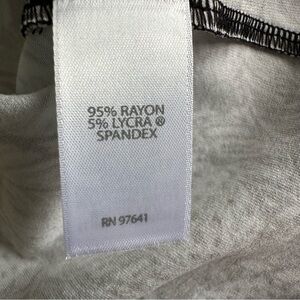 95% RAYON
5% LYCRA ®
SPANDEX
RN 97641